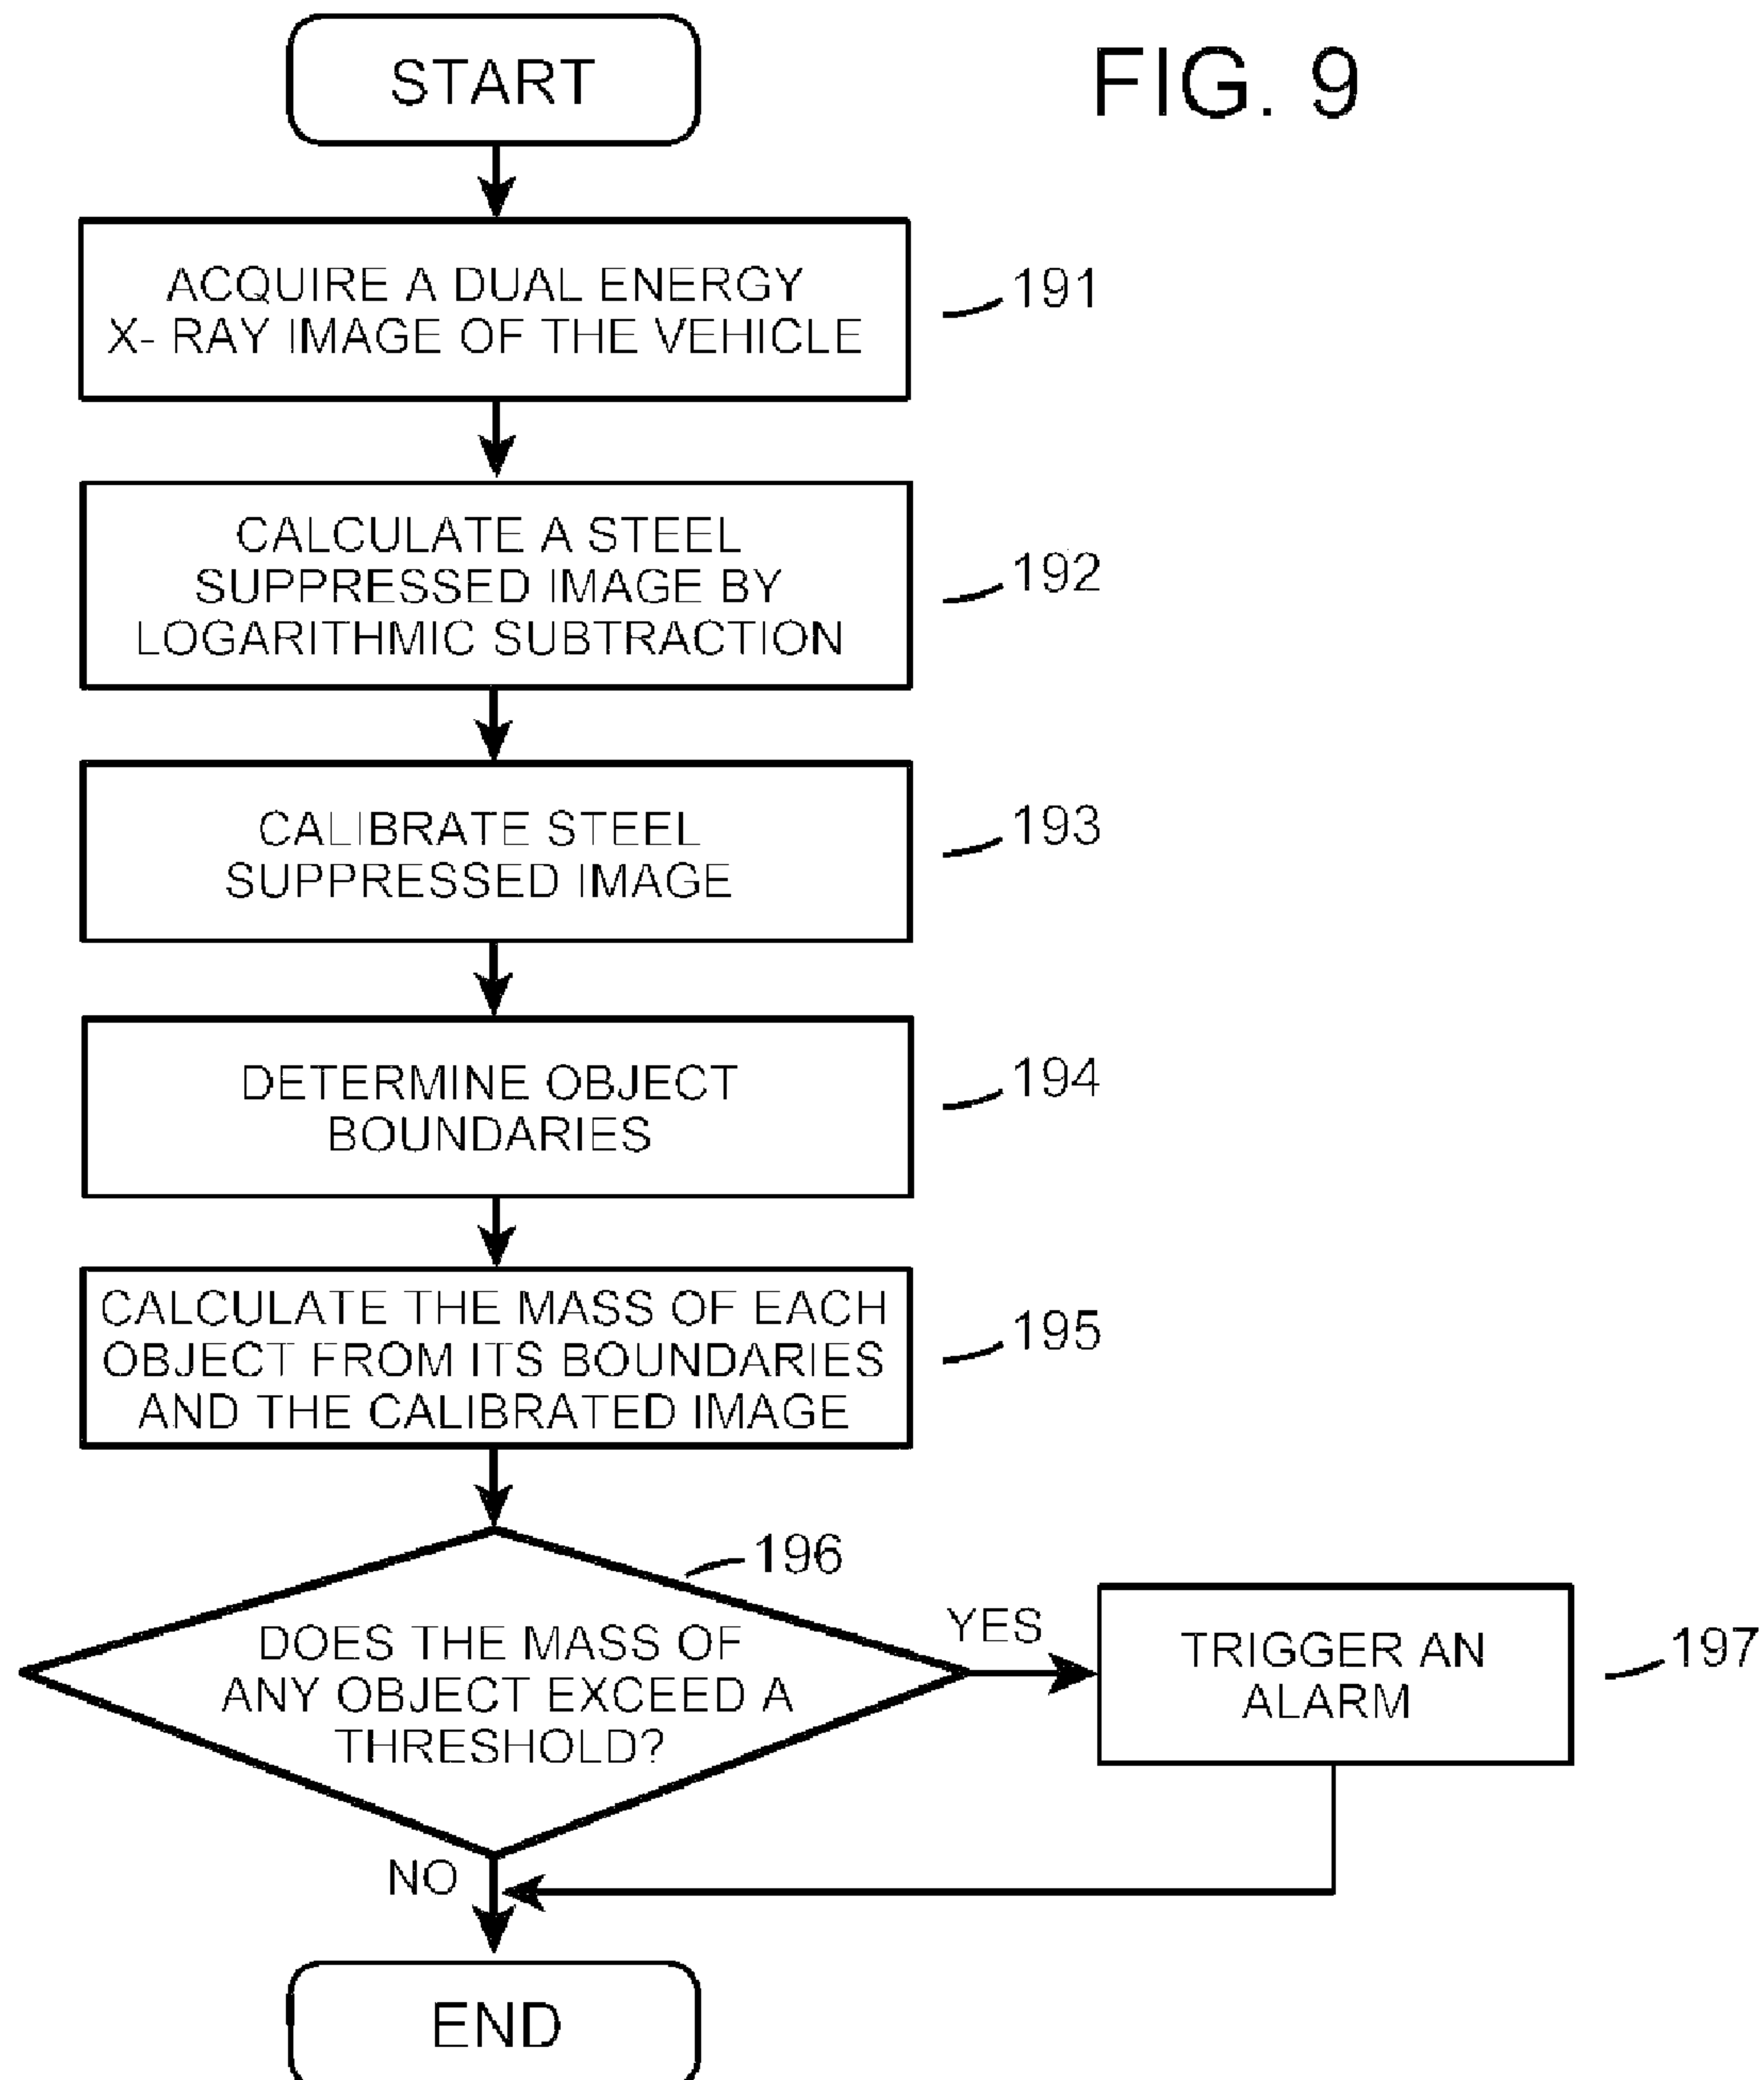 START
FIG. 9
ACQUIRE A DUAL ENERGY
X- RAY IMAGE OF THE VEHICLE
191
CALCULATE A STEEL
SUPPRESSED IMAGE BY
LOGARITHMIC SUBTRACTION
192
CALIBRATE STEEL
SUPPRESSED IMAGE
193
DETERMINE OBJECT
BOUNDARIES
194
CALCULATE THE MASS OF EACH
OBJECT FROM ITS BOUNDARIES
AND THE CALIBRATED IMAGE
195
196
DOES THE MASS OF
ANY OBJECT EXCEED A
THRESHOLD?
YES
TRIGGER AN
ALARM
197
NO
END